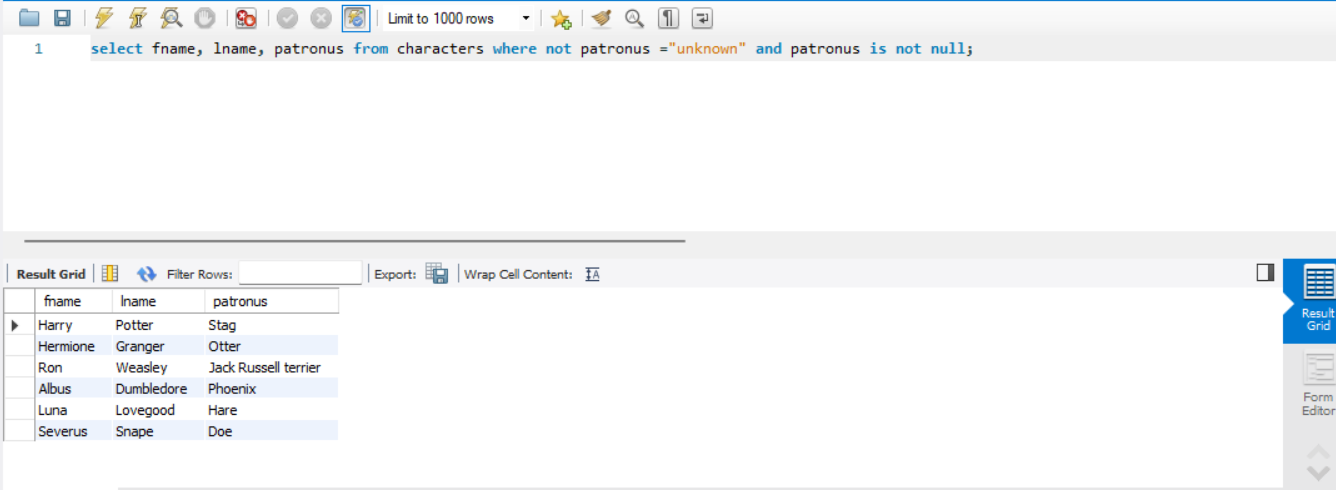 Limit to 1000 rows
1 select fname, lname, patronus from characters where not patronus ="unknown" and patronus is not null;
Result Grid Filter Rows: Export: Wrap Cell Content:
fname lname patronus
Harry Potter Stag
Hermione Granger Otter
Ron Weasley Jack Russell terrier
Albus Dumbledore Phoenix
Luna Lovegood Hare
Severus Snape Doe
Result
Grid
Form
Editor